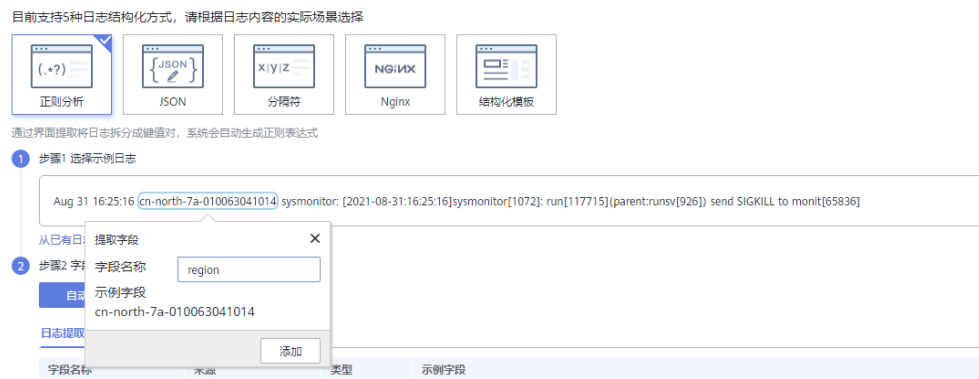 目前支持5种日志结构化方式，请根据日志内容的实际场景选择
(.*?)
JSON
X|Y|Z
NGINX
正则分析
JSON
分隔符
Nginx
结构化模板
通过界面提取将日志拆分成键值对，系统会自动生成正则表达式
1 步骤1 选择示例日志
Aug 31 16:25:16 cn-north-7a-010063041014 sysmonitor: [2021-08-31:16:25:16]sysmonitor[1072]: run[117715](parent:runsv[926]) send SIGKILL to monit[65836]
从已有日
提取字段
2 步骤2 字
字段名称 region
示例字段
自动
cn-north-7a-010063041014
日志提取
添加
字段名称 来源 类型 示例字段